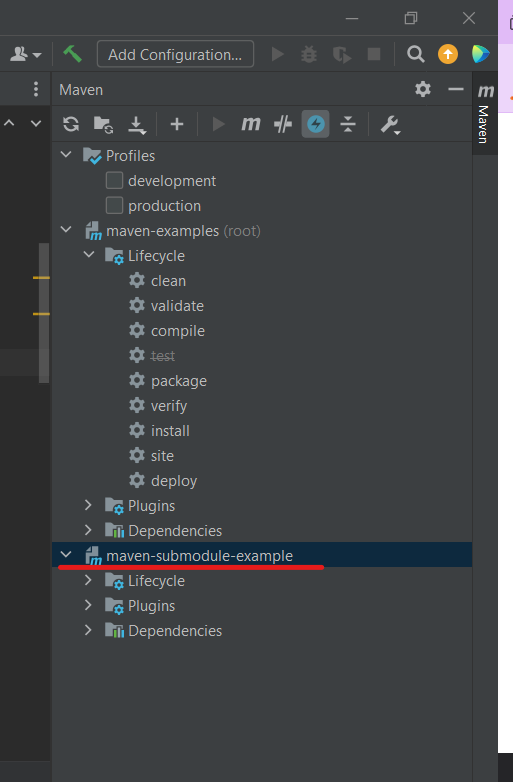 Add Configuration...
Maven
m
Maven
m
Profiles
development
production
maven-examples (root)
Lifecycle
clean
validate
compile
test
package
verify
install
site
deploy
Plugins
Dependencies
maven-submodule-example
Lifecycle
Plugins
Dependencies